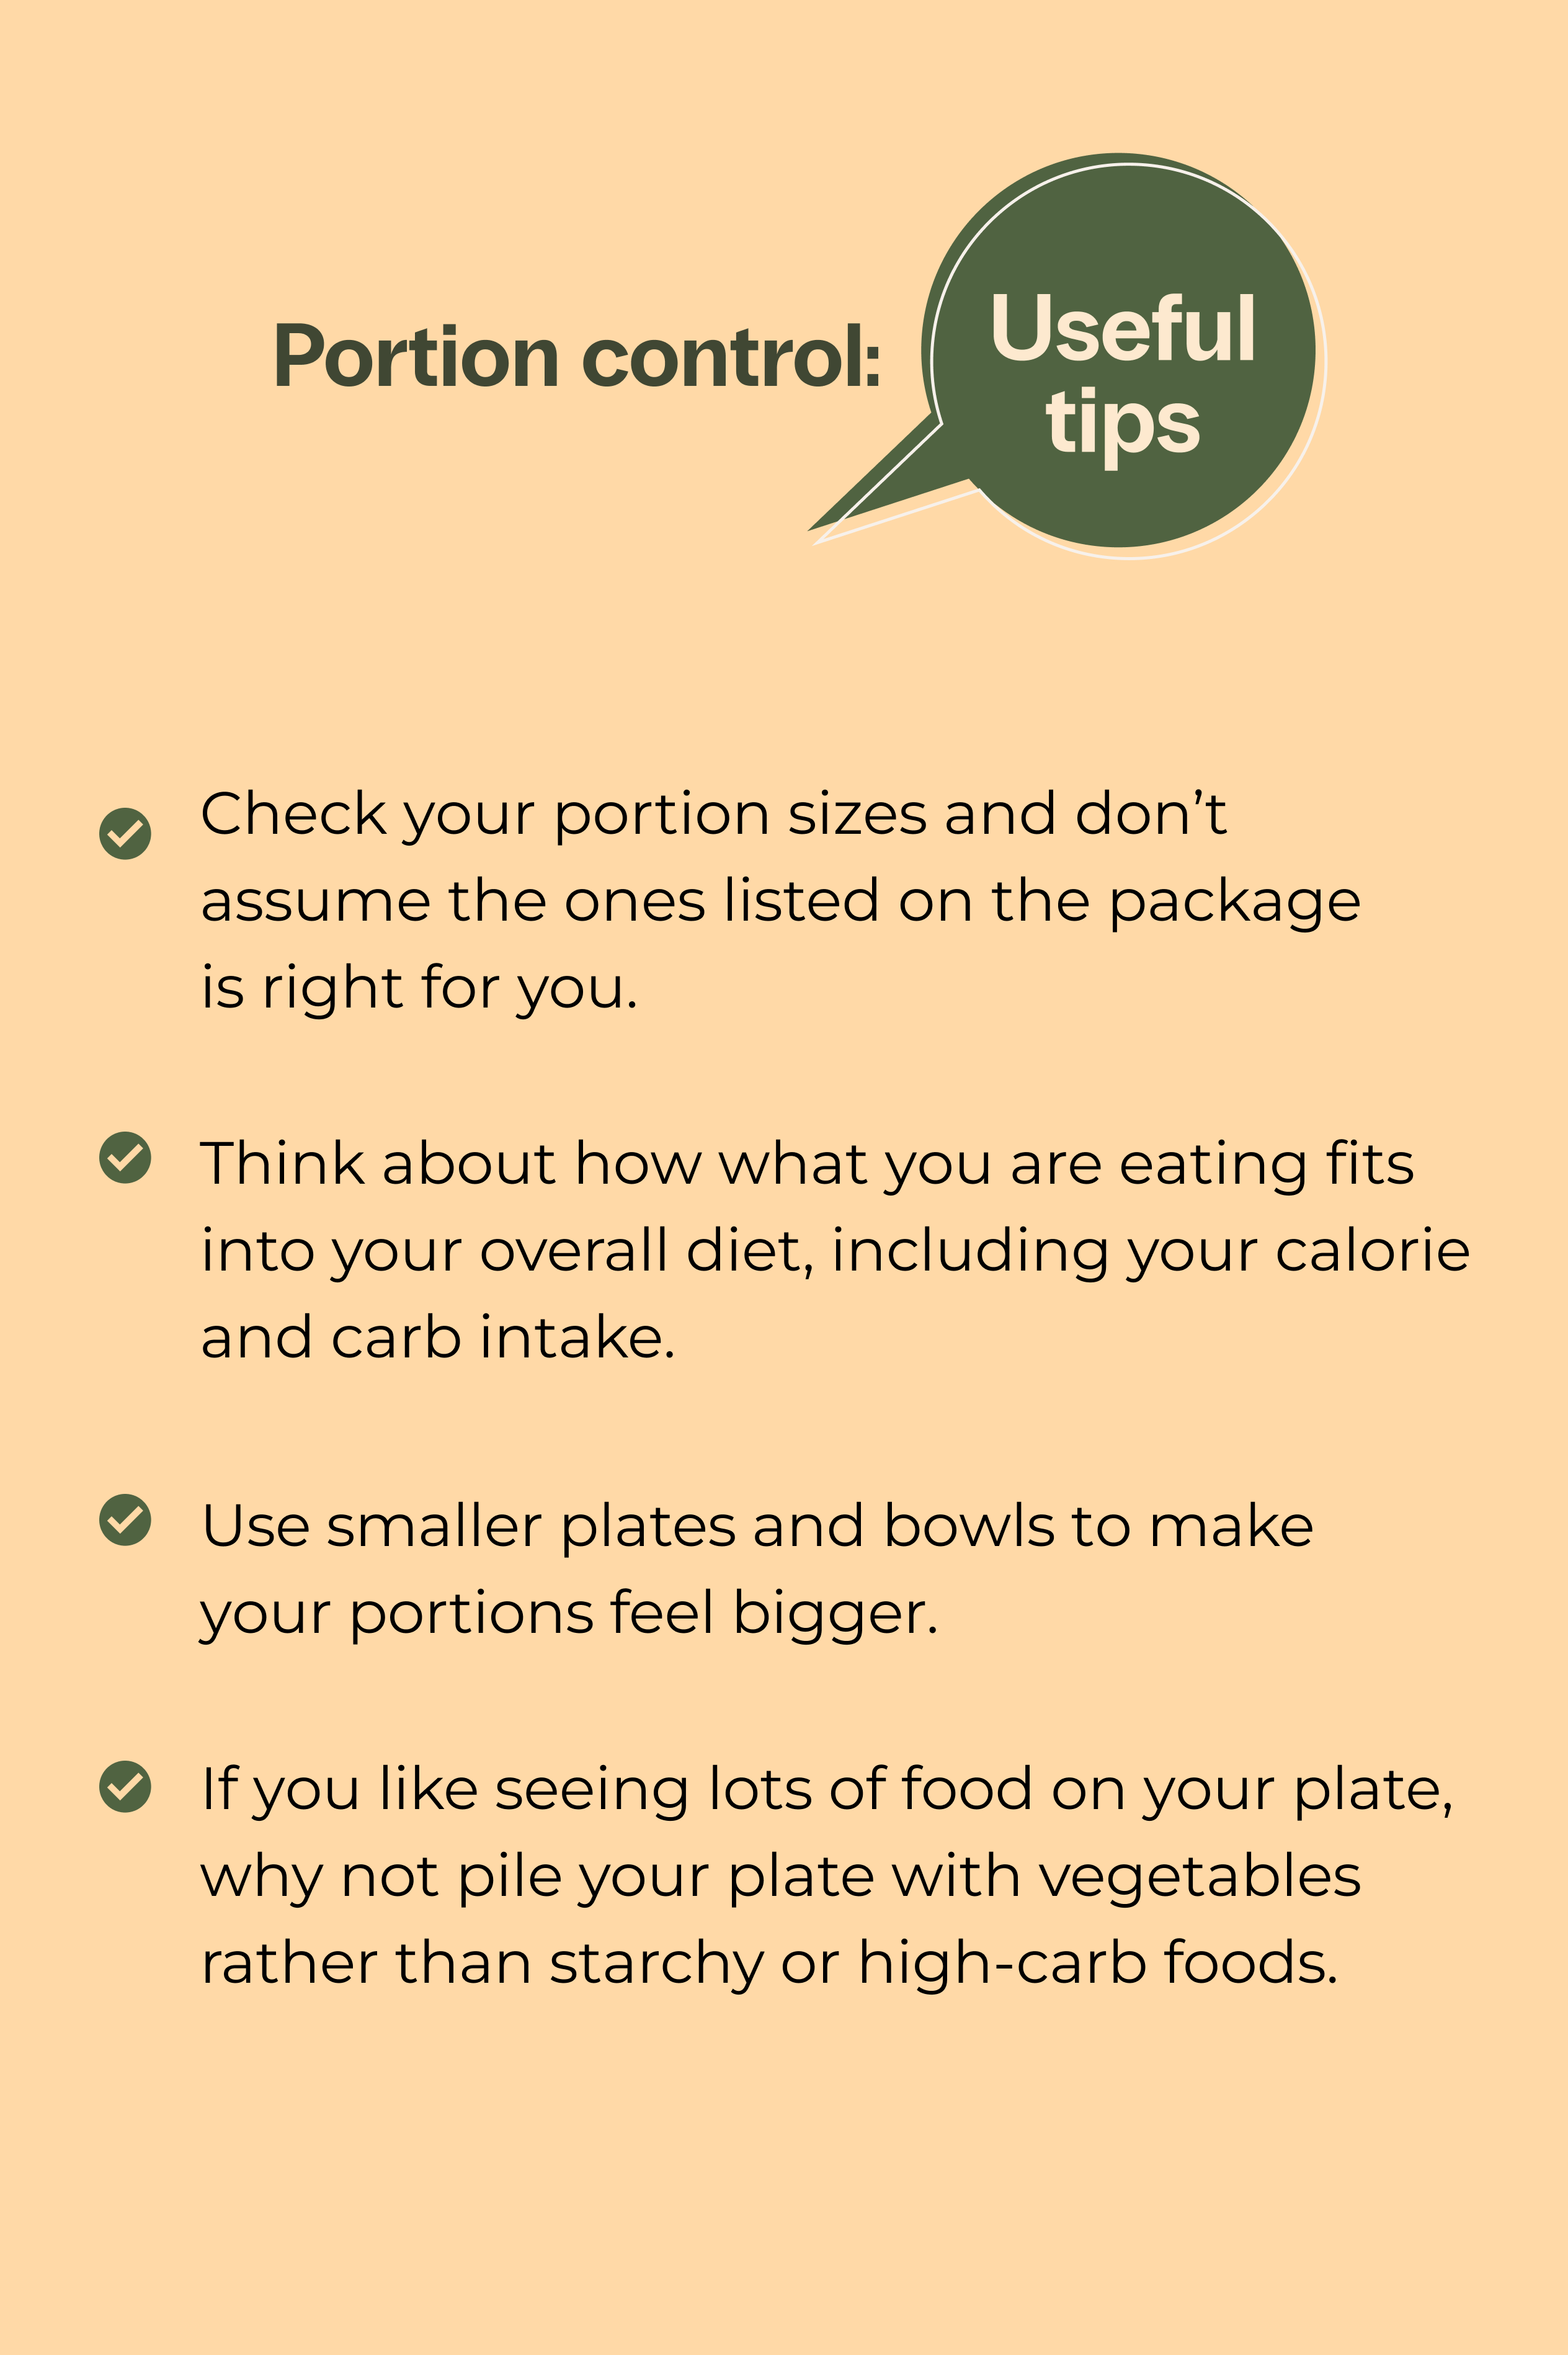 Portion control:
Useful
tips
Check your portion sizes and don’t
assume the ones listed on the package
is right for you.
Think about how what you are eating fits
into your overall diet, including your calorie
and carb intake.
Use smaller plates and bowls to make
your portions feel bigger.
If you like seeing lots of food on your plate,
why not pile your plate with vegetables
rather than starchy or high-carb foods.